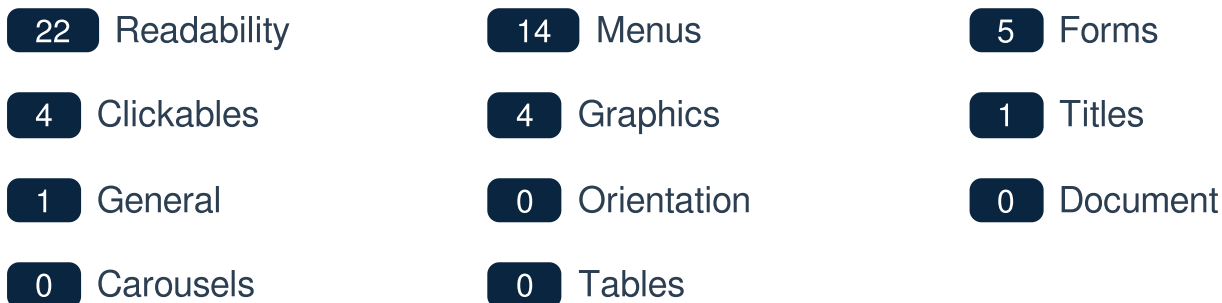 22 Readability 14 Menus 5 Forms
4 Clickables 4 Graphics 1 Titles
1 General 0 Orientation 0 Document
0 Carousels 0 Tables